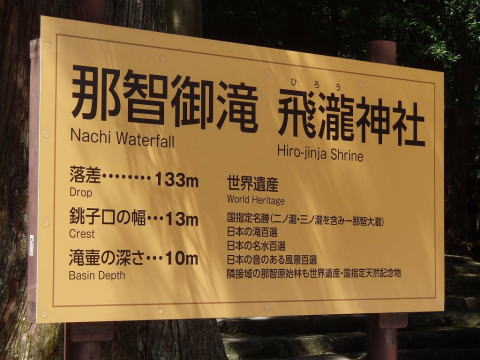 那智御滝 飛瀧神社
ひろう
Nachi Waterfall
Hiro-jinja Shrine
落差‥‥‥‥133m
Drop
銚子口の幅‥‥13m
Crest
滝壷の深さ‥‥10m
Basin Depth
世界遺産
World Heritage
国指定名勝(二ノ瀧・三ノ瀧を含み一那智大瀧)
日本の滝百選
日本の名水百選
日本の音のある風景百選
隣接域の那智原始林も世界遺産・国指定天然記念物